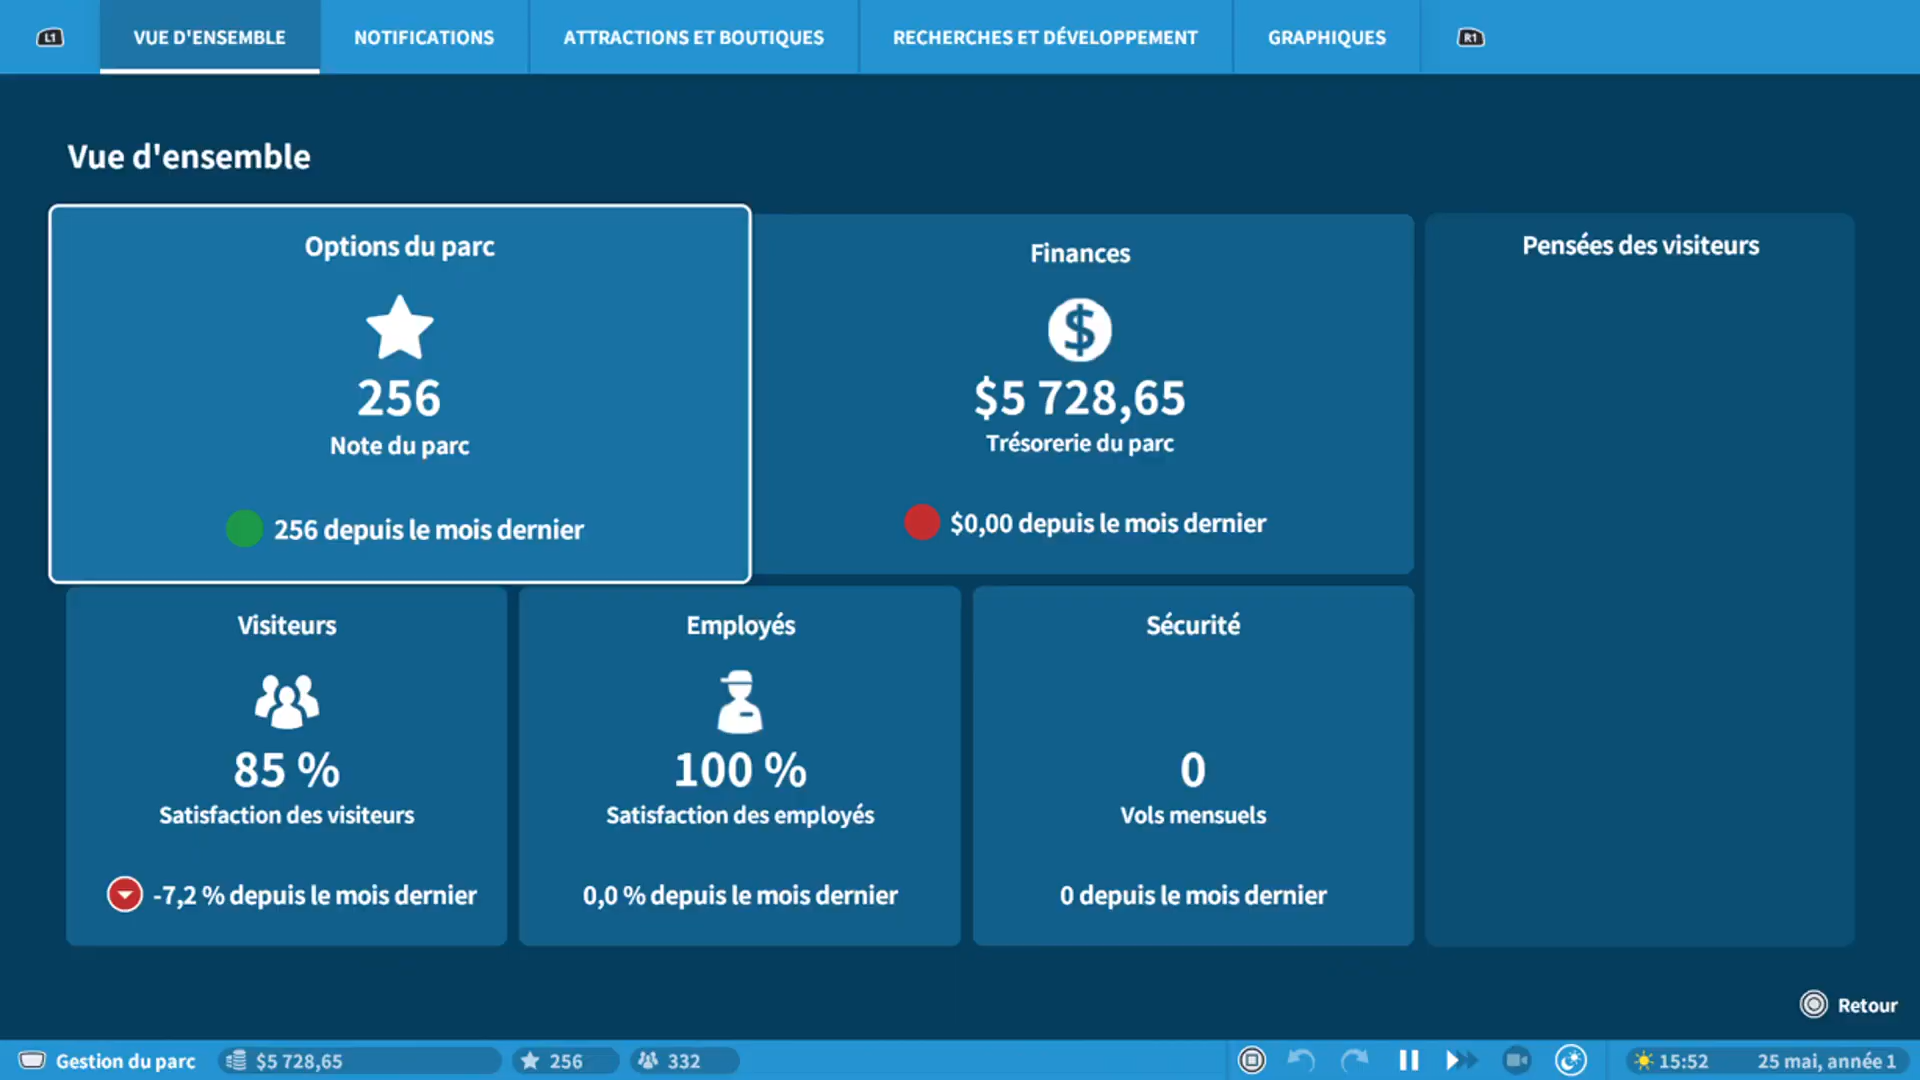 L1
VUE D'ENSEMBLE
NOTIFICATIONS
ATTRACTIONS ET BOUTIQUES
RECHERCHES ET DÉVELOPPEMENT
GRAPHIQUES
R1
Vue d'ensemble
Options du parc
256
Note du parc
256 depuis le mois dernier
Finances
$
$5 728,65
Trésorerie du parc
$0,00 depuis le mois dernier
Pensées des visiteurs
Visiteurs
85 %
Satisfaction des visiteurs
-7,2 % depuis le mois dernier
Employés
100 %
Satisfaction des employés
0,0 % depuis le mois dernier
Sécurité
0
Vols mensuels
0 depuis le mois dernier
Retour
Gestion du parc
$5 728,65
256
332
15:52
25 mai, année 1